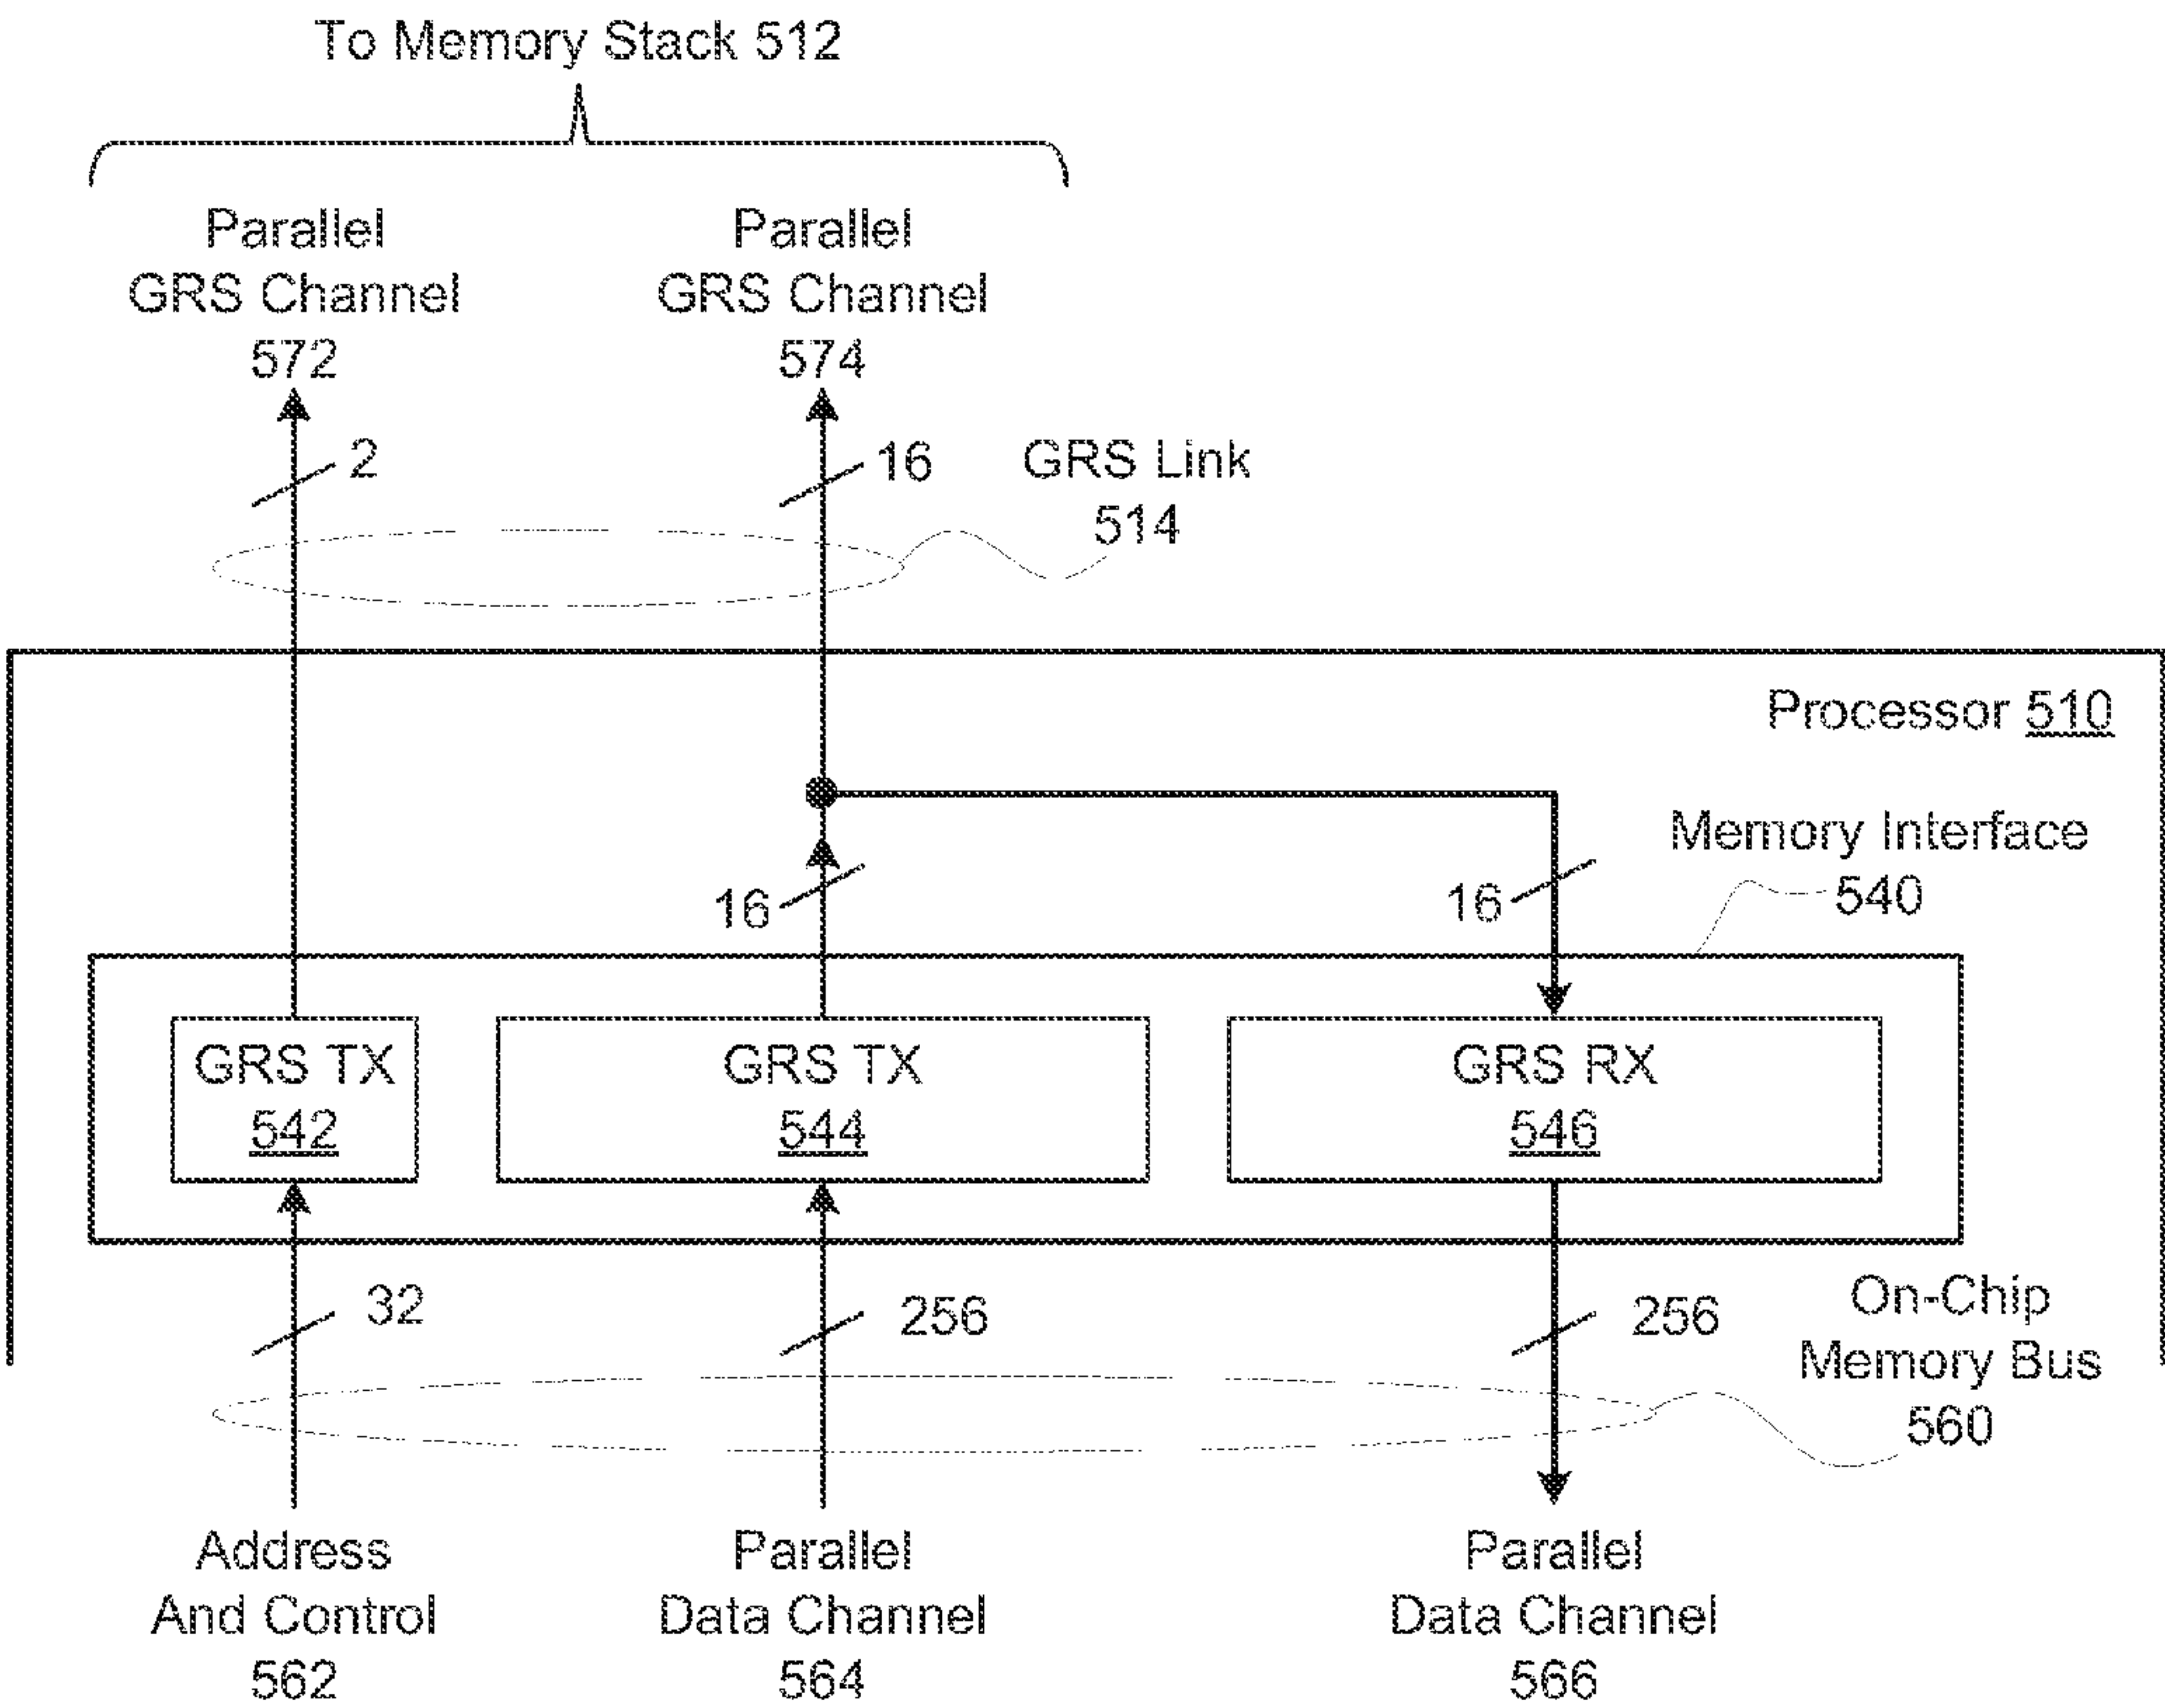 To Memory Stack 512
Parallel
GRS Channel
572
Parallel
GRS Channel
574
2
16
GRS Link
514
Processor 510
Memory Interface
540
16
16
GRS TX
542
GRS TX
544
GRS RX
546
32
256
256
On-Chip
Memory Bus
560
Address
And Control
562
Parallel
Data Channel
564
Parallel
Data Channel
566